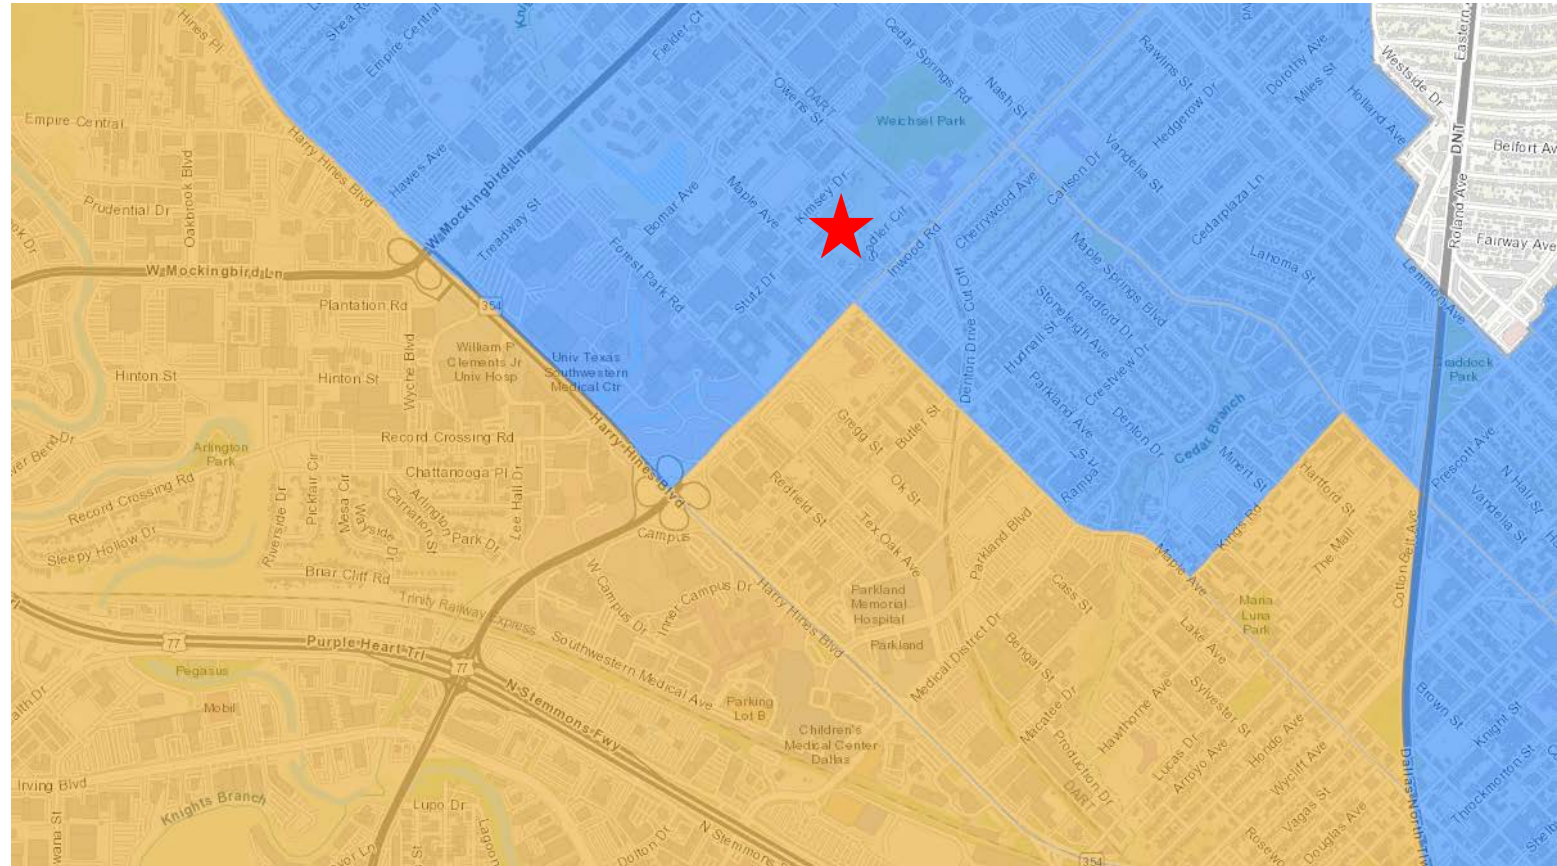 Hines Pl
Shea Rd
Empire Central
Fielder Ct
Cedar Springs Rd
Nash St
Rawlins St
Dorothy Ave
Miles St
Holland Ave
Westside Dr
Eastern
Belfort Av
DNT
Roland Ave
Fairway Ave
Hedgerow Dr
Vandelia St
Carlson Dr
Cedarplaza Ln
Lahoma St
Lemmon Ave
DART
Owens St
Weichsel Park
Empire Central
Oakbrook Blvd
Prudential Dr
Harry Hines Blvd
Hawes Ave
W Mockingbird Ln
Treadway St
Bomar Ave
Maple Ave
Kimsey Dr
Sadler Cir
Inwood Rd
Cherrywood Ave
Maple Springs Blvd
Forest Park Rd
Stutz Dr
W Mockingbird Ln
354
Plantation Rd
William P
Clements Jr
Univ Hosp
Wyche Blvd
Hinton St
Hinton St
Univ Texas
Southwestern
Medical Ctr
Denton Drive Cut Off
Hudnall St
Stoneleigh Ave
Bradford Dr
Crestview Dr
Parkland Ave
Denton Dr
Cedar Branch
Minert St
Kings Rd
Hartford St
The Mall
Prescott Ave
N Hall St
Vandelia St
Cotton Belt Ave
Record Crossing Rd
Arlington
Park
Chattanooga Pl
Lee Hall Dr
Harry Hines Blvd
Gregg St
Butler St
Ok St
Redfield St
Tex Oak Ave
Parkland Blvd
Maple Ave
Record Crossing Rd
Sleepy Hollow Dr
Riverside Dr
Pickfair Cir
Mesa Cir
Wayside Dr
Carnation St
Arlington Park Dr
Briar Cliff Rd
Campus
W Campus Dr
Inner Campus Dr
Harry Hines Blvd
Parkland
Memorial
Hospital
Parkland
Cass St
Maria
Luna
Park
Lake Ave
Trinity Railway Express
77
Purple Heart Trl
77
Southwestern Medical Ave
N Stemmons Fwy
Pegasus
Mobil
Parking
Lot B
Children's
Medical Center
Dallas
Medical District Dr
Bengal St
Macatee Dr
Production Dr
DART
Hawthorne Ave
Sylvester St
Lucas Dr
Arroyo Ave
Hondo Ave
Wycliff Ave
Vagas St
Douglas Ave
Brown St
Knight St
Throckmorton St
Irving Blvd
Knights Branch
Lupo Dr
N Stemmons
354